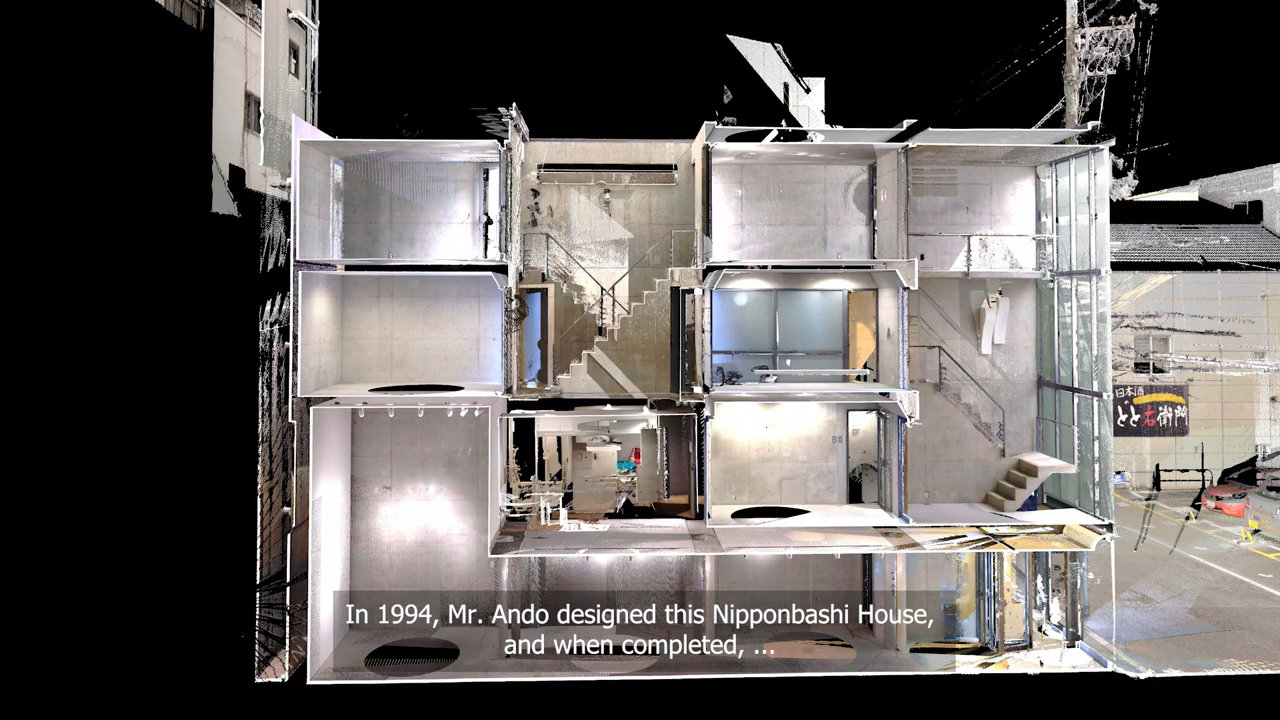 日本酒
とと右衛門
In 1994, Mr. Ando designed this Nipponbashi House,
and when completed, ...